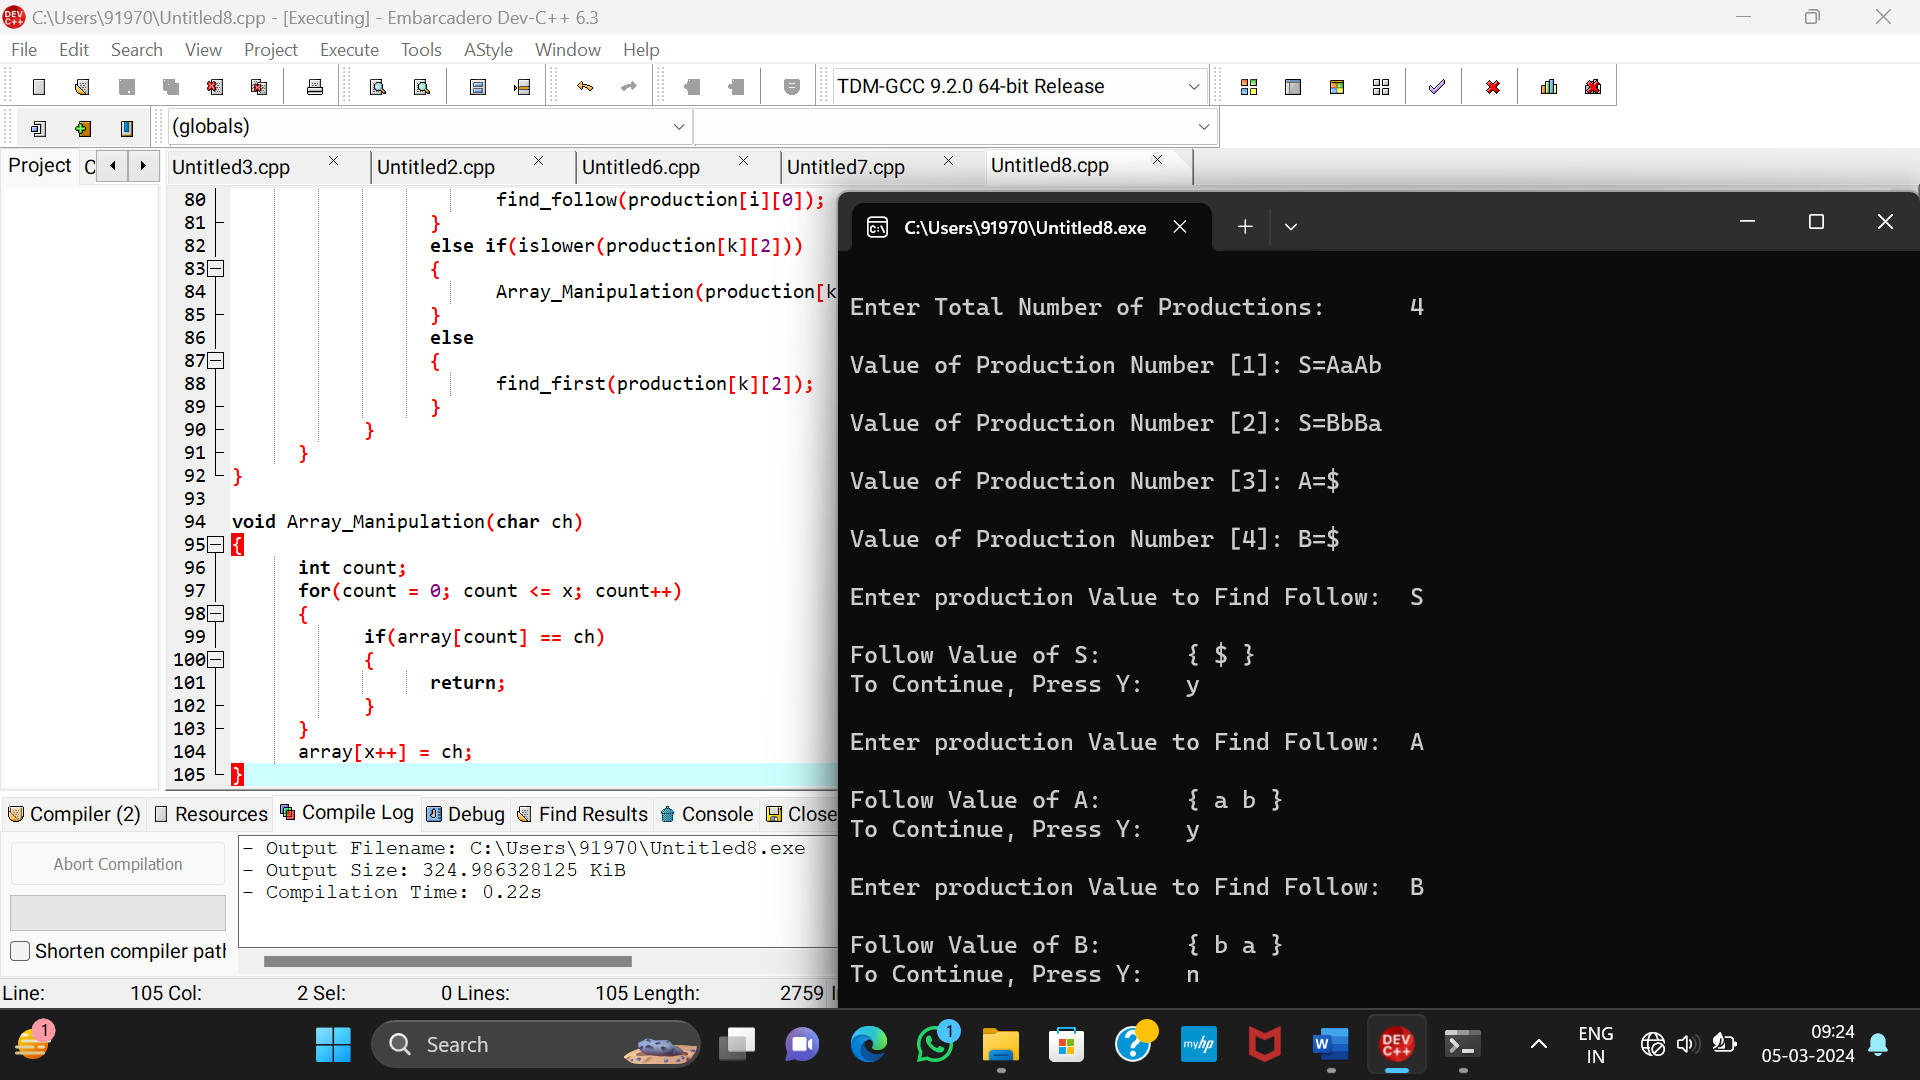 C:\Users\91970\Untitled8.cpp - [Executing] - Embarcadero Dev-C++ 6.3
File Edit Search View Project Execute Tools AStyle Window Help
TDM-GCC 9.2.0 64-bit Release
(globals)
Project C Untitled3.cpp Untitled2.cpp Untitled6.cpp Untitled7.cpp Untitled8.cpp
80 find_follow(production[i][0]);
81 }
82 else if(islower(production[k][2]))
83 {
84 Array_Manipulation(production[k
85 }
86 else
87 {
88 find_first(production[k][2]);
89 }
90 }
91 }
92 }
93
94 void Array_Manipulation(char ch)
95 {
96 int count;
97 for(count = 0; count <= x; count++)
98 {
99 if(array[count] == ch)
100 {
101 return;
102 }
103 }
104 array[x++] = ch;
105 }
C:\Users\91970\Untitled8.exe
Enter Total Number of Productions: 4
Value of Production Number [1]: S=AaAb
Value of Production Number [2]: S=BbBa
Value of Production Number [3]: A=$
Value of Production Number [4]: B=$
Enter production Value to Find Follow: S
Follow Value of S: { $ }
To Continue, Press Y: y
Enter production Value to Find Follow: A
Follow Value of A: { a b }
To Continue, Press Y: y
Enter production Value to Find Follow: B
Follow Value of B: { b a }
To Continue, Press Y: n
Compiler (2) Resources Compile Log Debug Find Results Console Close
Abort Compilation
Shorten compiler path
- Output Filename: C:\Users\91970\Untitled8.exe
- Output Size: 324.986328125 KiB
- Compilation Time: 0.22s
Line: 105 Col: 2 Sel: 0 Lines: 105 Length: 2759
1
Search
1
myhp
W
DEV C++
ENG
IN
09:24
05-03-2024